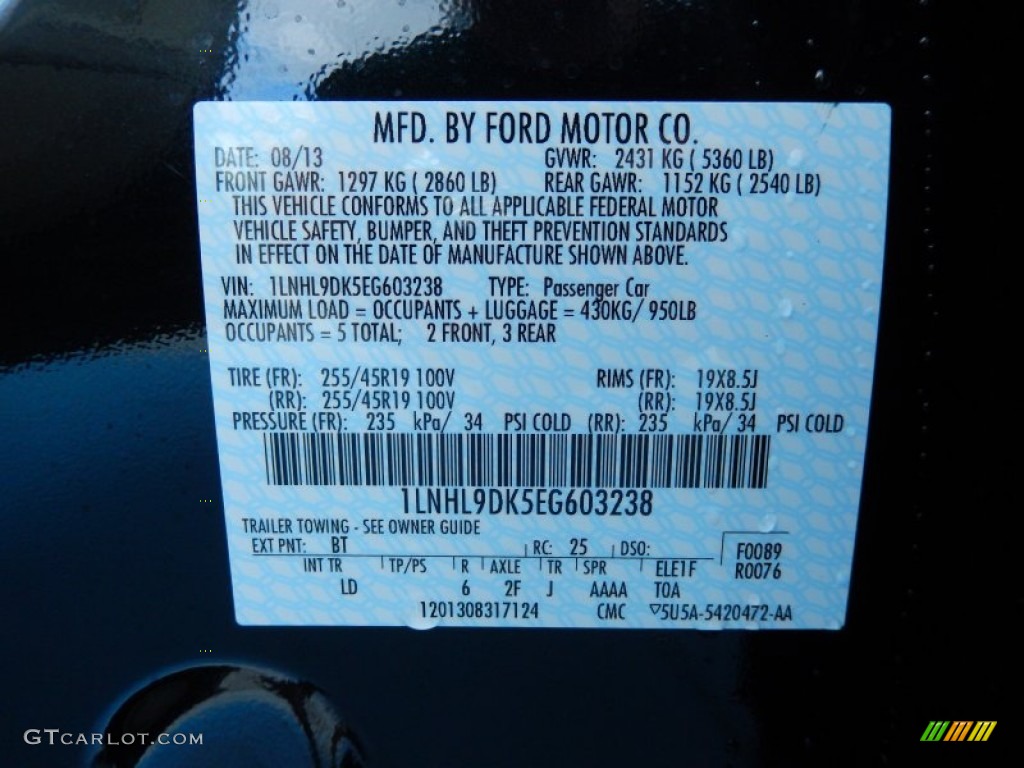 MFD. BY FORD MOTOR CO.
DATE: 08/13 GVWR: 2431 KG ( 5360 LB)
FRONT GAWR: 1297 KG ( 2860 LB) REAR GAWR: 1152 KG ( 2540 LB)
THIS VEHICLE CONFORMS TO ALL APPLICABLE FEDERAL MOTOR
VEHICLE SAFETY, BUMPER, AND THEFT PREVENTION STANDARDS
IN EFFECT ON THE DATE OF MANUFACTURE SHOWN ABOVE.
VIN: 1LNHL9DK5EG603238 TYPE: Passenger Car
MAXIMUM LOAD = OCCUPANTS + LUGGAGE = 430KG/ 950LB
OCCUPANTS = 5 TOTAL; 2 FRONT, 3 REAR
TIRE (FR): 255/45R19 100V RIMS (FR): 19X8.5J
(RR): 255/45R19 100V (RR): 19X8.5J
PRESSURE (FR): 235 kPa/ 34 PSI COLD (RR): 235 kPa/ 34 PSI COLD
1LNHL9DK5EG603238
TRAILER TOWING - SEE OWNER GUIDE
EXT PNT: BT RC: 25 DSO: F0089
INT TR TP/PS R AXLE TR SPR ELE1F R0076
LD 6 2F J AAAA TOA
1201308317124 CMC ▽5U5A-5420472-AA
GTCARLOT.COM